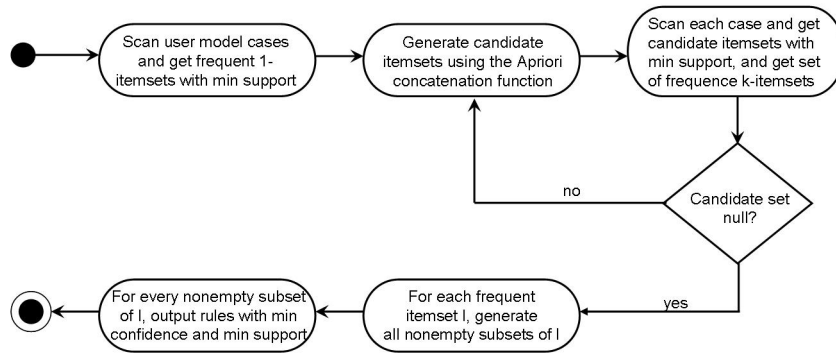 Scan user model cases
and get frequent 1-
itemsets with min support
Generate candidate
itemsets using the Apriori
concatenation function
Scan each case and get
candidate itemsets with
min support, and get set
of frequence k-itemsets
Candidate set
null?
no
yes
For each frequent
itemset l, generate
all nonempty subsets of l
For every nonempty subset
of l, output rules with min
confidence and min support